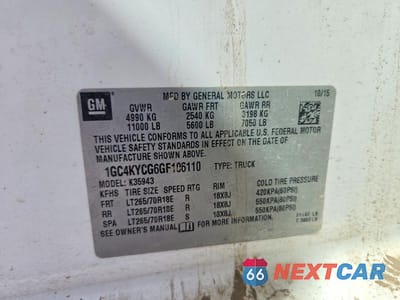 MFD BY GENERAL MOTORS LLC 10/15
GM GVWR GAWR FRT GAWR RR
4990 KG 2540 KG 3198 KG
11000 LB 5600 LB 7050 LB
THIS VEHICLE CONFORMS TO ALL APPLICABLE U.S. FEDERAL MOTOR
VEHICLE SAFETY STANDARDS IN EFFECT ON THE DATE OF
MANUFACTURE SHOWN ABOVE.
1GC4KYCG6GF106110 TYPE: TRUCK
MODEL: K35943
KFHS TIRE SIZE SPEED RTG RIM COLD TIRE PRESSURE
FRT LT265/70R18E R 18X8J 420KPA(60PSI)
RR LT265/70R18E R 18X8J 550KPA(80PSI)
SPA LT265/70R18E S 18X8J 550KPA(80PSI)
SEE OWNER'S MANUAL FOR MORE INFORMATION.
66 NEXTCAR